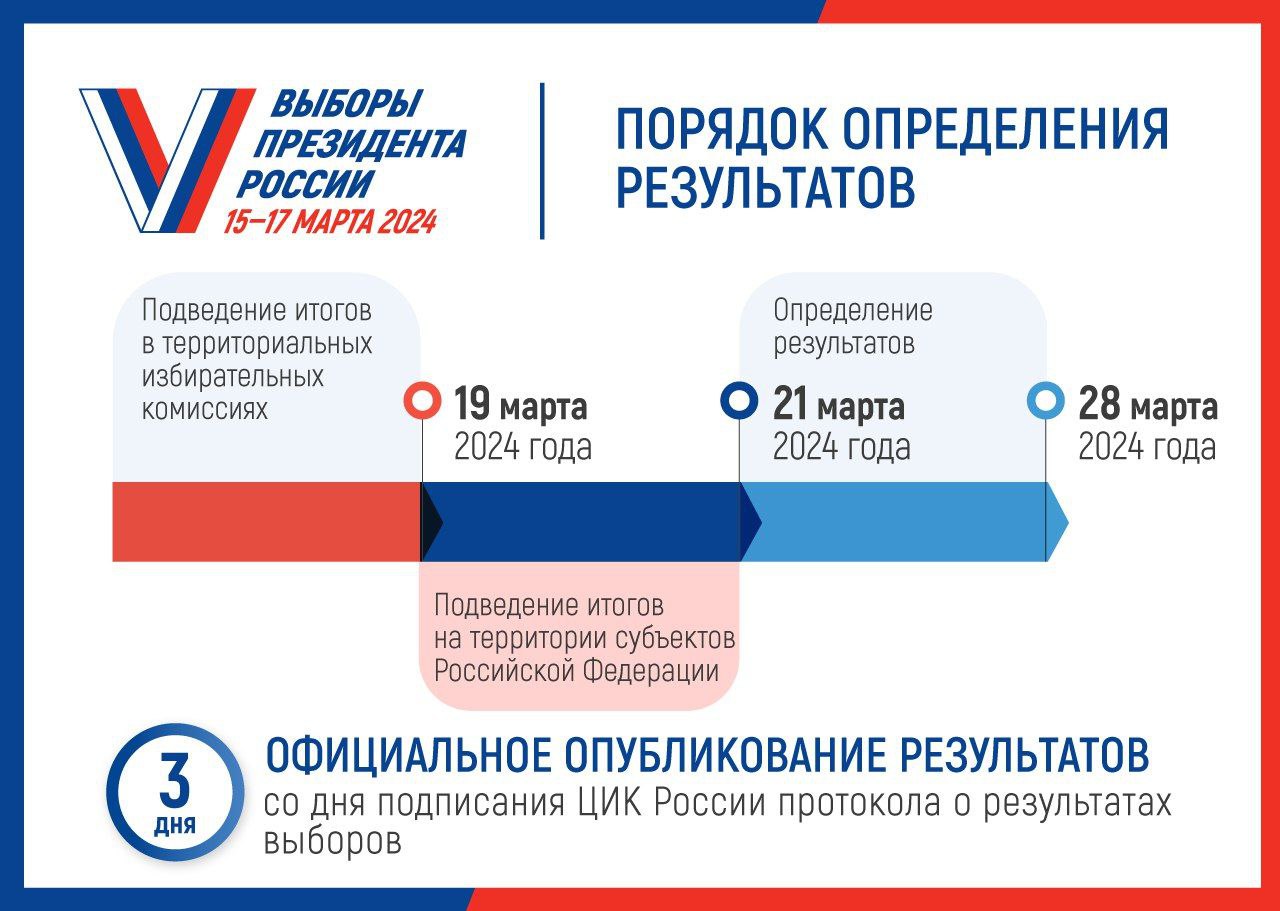 ВЫБОРЫ
ПРЕЗИДЕНТА
РОССИИ
15–17 МАРТА 2024
ПОРЯДОК ОПРЕДЕЛЕНИЯ
РЕЗУЛЬТАТОВ
Подведение итогов
в территориальных
избирательных
комиссиях
19 марта
2024 года
Определение
результатов
21 марта
2024 года
28 марта
2024 года
Подведение итогов
на территории субъектов
Российской Федерации
3
ДНЯ
ОФИЦИАЛЬНОЕ ОПУБЛИКОВАНИЕ РЕЗУЛЬТАТОВ
со дня подписания ЦИК России протокола о результатах
выборов